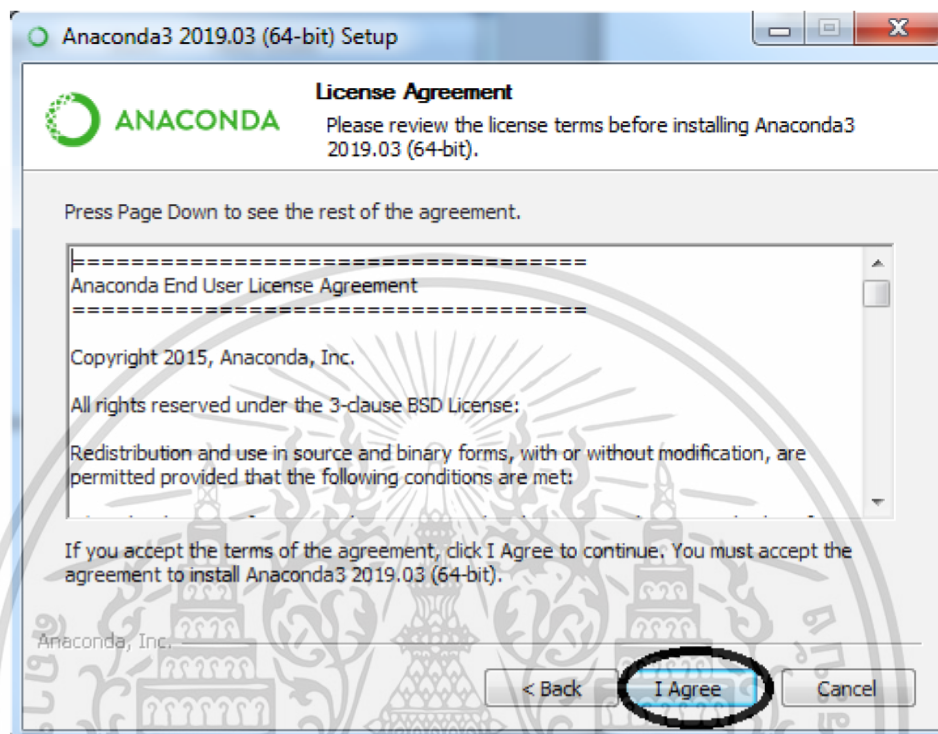 Anaconda3 2019.03 (64-bit) Setup
ANACONDA
License Agreement
Please review the license terms before installing Anaconda3
2019.03 (64-bit).
Press Page Down to see the rest of the agreement.
===================================
Anaconda End User License Agreement
===================================
Copyright 2015, Anaconda, Inc.
All rights reserved under the 3-clause BSD License:
Redistribution and use in source and binary forms, with or without modification, are
permitted provided that the following conditions are met:
If you accept the terms of the agreement, click I Agree to continue. You must accept the
agreement to install Anaconda3 2019.03 (64-bit).
Anaconda, Inc.
< Back
I Agree
Cancel